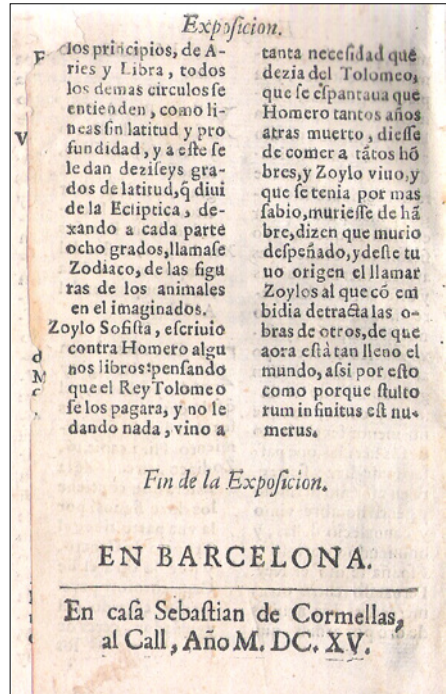 Exposicion.
clos principios, de A-
ries y Libra, todos
los demas circulos se
entienden, como li-
neas sin latitud y pro
fundidad, y a este se
le dan deziseys gra-
dos de latitud, q̃ diui
de la Ecliptica, de-
xando a cada parte
ocho grados, llamase
Zodiaco, de las figu
ras de los animales
en el imaginados.
Zoylo Sofista, escriuio
contra Homero algu
nos libros: pensando
que el Rey Tolomeo
se los pagara, y no le
dando nada, vino a
tanta necesidad que
dezia del Tolomeo,
que se espantaua que
Homero tantos años
atras muerto, diesse
de comer a tãtos hõ
bres, y Zoylo viuo, y
que se tenia por mas
sabio, muriesse de hã
bre, dizen que murio
despeñado, y deste tu
uo origen el llamar
Zoylos al que cõ em
bidia detracta las o-
bras de otros, de que
aora està tan lleno el
mundo, assi por esto
como porque stulto
rum infinitus est nu-
merus.
Fin de la Exposicion.
EN BARCELONA.
En casa Sebastian de Cormellas,
al Call, Año M. DC. XV.